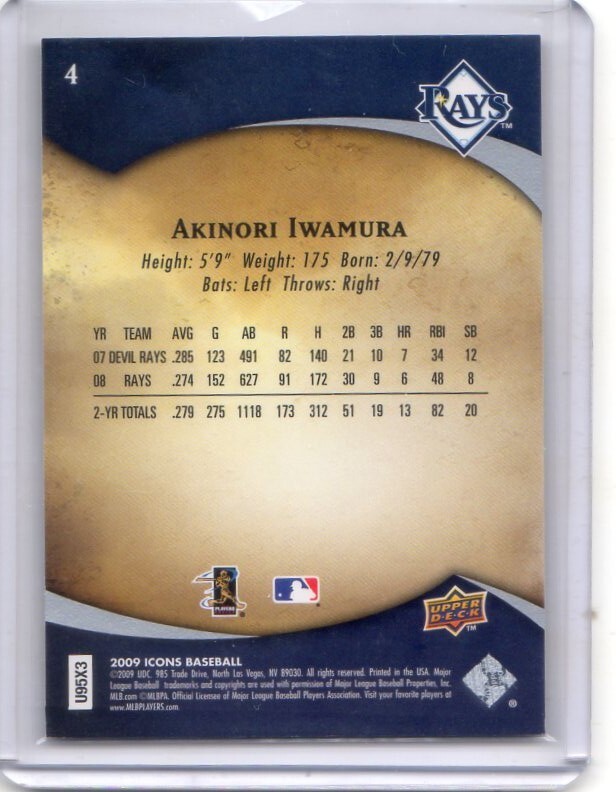 4
RAYS TM
AKINORI IWAMURA
Height: 5'9" Weight: 175 Born: 2/9/79
Bats: Left Throws: Right
YR TEAM AVG G AB R H 2B 3B HR RBI SB
07 DEVIL RAYS .285 123 491 82 140 21 10 7 34 12
08 RAYS .274 152 627 91 172 30 9 6 48 8
2-YR TOTALS .279 275 1118 173 312 51 19 13 82 20
PLAYERS
UPPER
D·E·C·K
TM
U95X3
2009 ICONS BASEBALL
©2009 UDC. 985 Trade Drive, North Las Vegas, NV 89030. All rights reserved. Printed in the USA. Major
League Baseball trademarks and copyrights are used with permission of Major League Baseball Properties, Inc.
MLB.com ©MLBPA. Official Licensee of Major League Baseball Players Association. Visit your favorite players at
www.MLBPLAYERS.com.
®